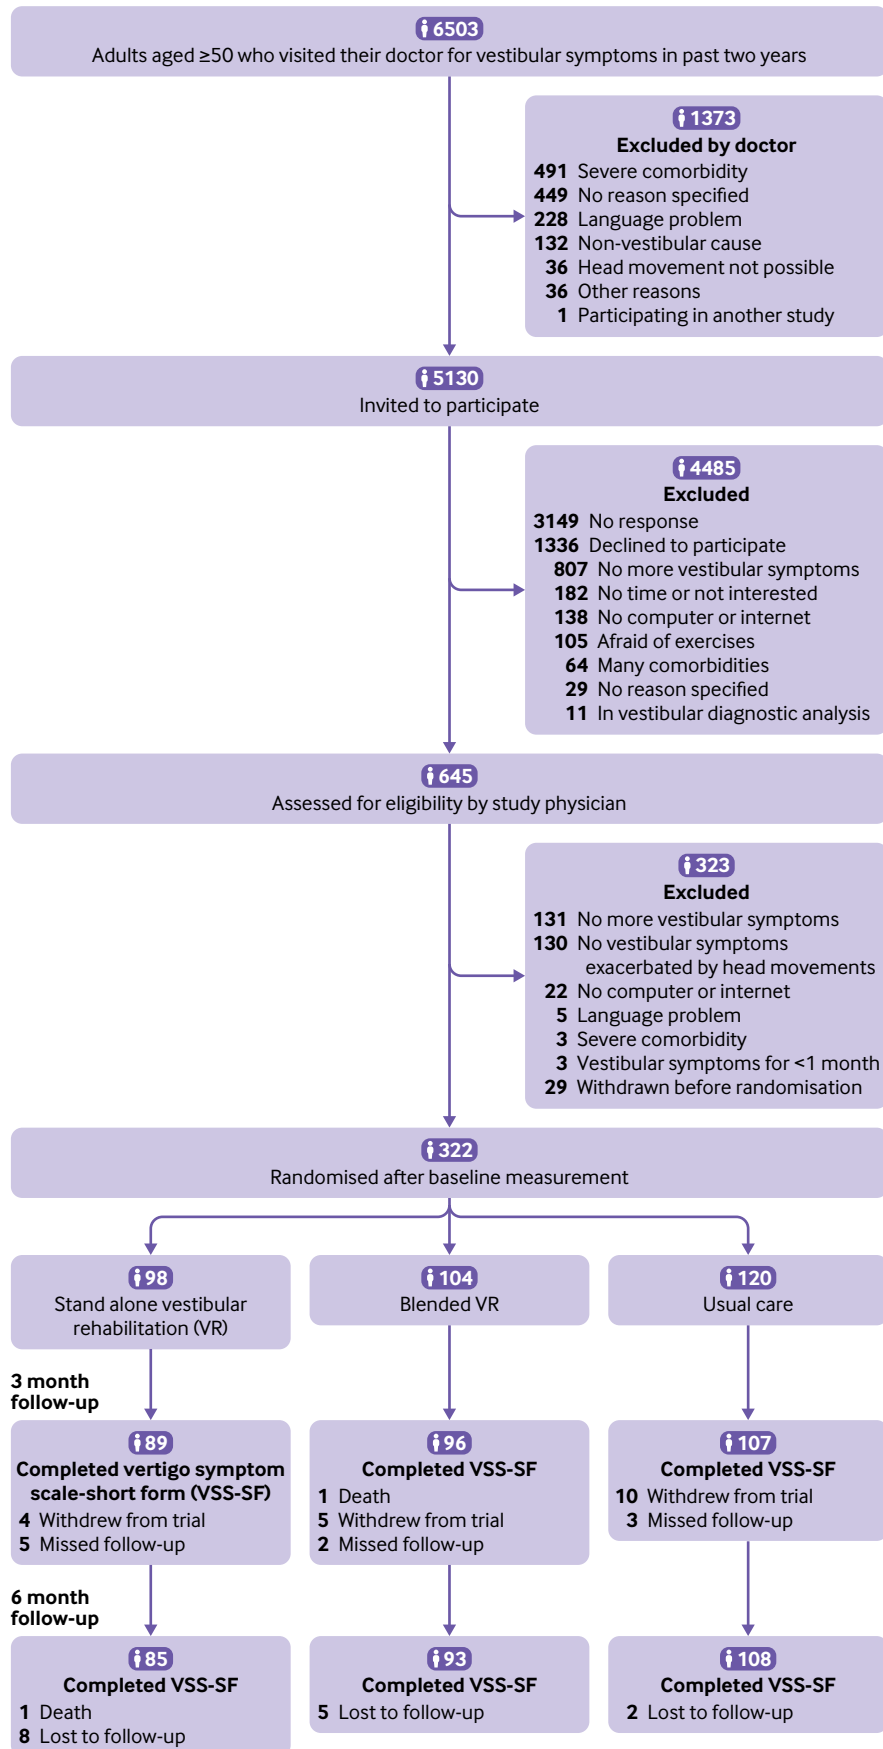 6503
Adults aged ≥50 who visited their doctor for vestibular symptoms in past two years
1373
Excluded by doctor
491 Severe comorbidity
449 No reason specified
228 Language problem
132 Non-vestibular cause
36 Head movement not possible
36 Other reasons
1 Participating in another study
5130
Invited to participate
4485
Excluded
3149 No response
1336 Declined to participate
807 No more vestibular symptoms
182 No time or not interested
138 No computer or internet
105 Afraid of exercises
64 Many comorbidities
29 No reason specified
11 In vestibular diagnostic analysis
645
Assessed for eligibility by study physician
323
Excluded
131 No more vestibular symptoms
130 No vestibular symptoms
exacerbated by head movements
22 No computer or internet
5 Language problem
3 Severe comorbidity
3 Vestibular symptoms for <1 month
29 Withdrawn before randomisation
322
Randomised after baseline measurement
98
Stand alone vestibular
rehabilitation (VR)
104
Blended VR
120
Usual care
3 month
follow-up
89
Completed vertigo symptom
scale-short form (VSS-SF)
4 Withdrew from trial
5 Missed follow-up
96
Completed VSS-SF
1 Death
5 Withdrew from trial
2 Missed follow-up
107
Completed VSS-SF
10 Withdrew from trial
3 Missed follow-up
6 month
follow-up
85
Completed VSS-SF
1 Death
8 Lost to follow-up
93
Completed VSS-SF
5 Lost to follow-up
108
Completed VSS-SF
2 Lost to follow-up